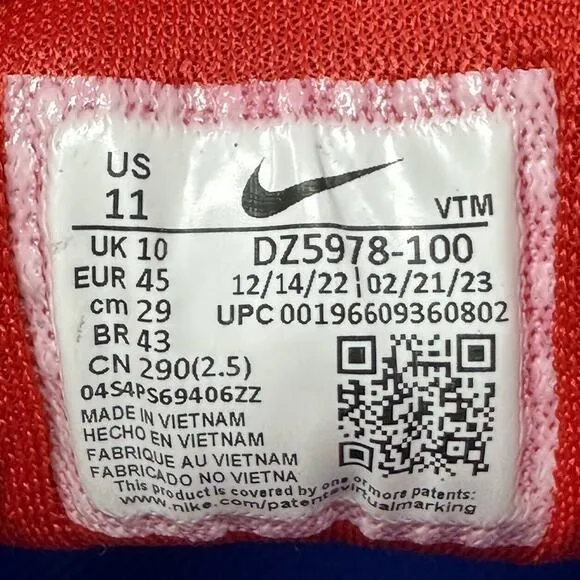 US
11
VTM
UK 10
EUR 45
cm 29
BR 43
CN 290(2.5)
DZ5978-100
12/14/22 02/21/23
UPC 00196609360802
04S4PS69406ZZ
MADE IN VIETNAM
HECHO EN VIETNAM
FABRIQUE AU VIETNAM
FABRICADO NO VIETNA
This product is covered by one or more patents:
www.nike.com/patentsvirtualmarking